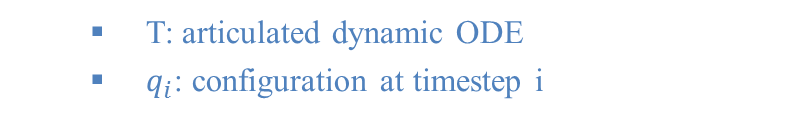 ▪ T: articulated dynamic ODE
▪ qᵢ: configuration at timestep i